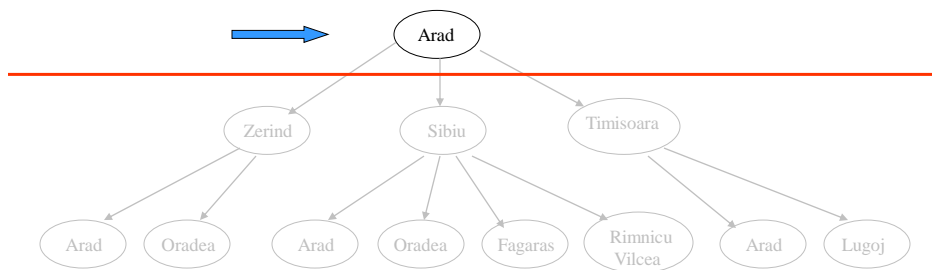 Arad
Zerind
Sibiu
Timisoara
Arad
Oradea
Arad
Oradea
Fagaras
Rimnicu
Vilcea
Arad
Lugoj